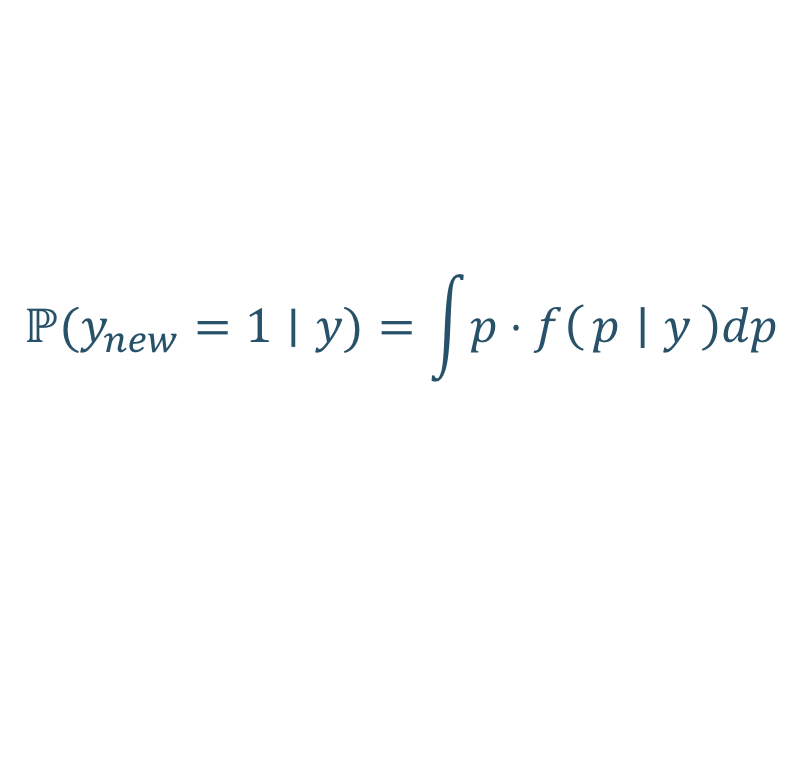 ℙ(y_new = 1 | y) = ∫ p · f(p | y)dp